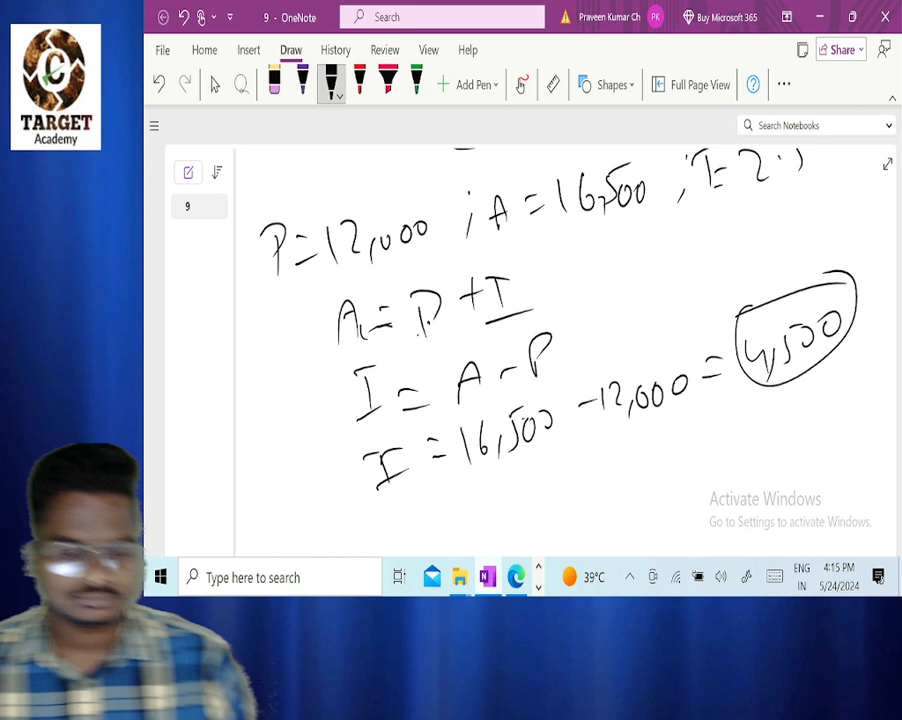 9 - OneNote
Search
Praveen Kumar Ch
PK
Buy Microsoft 365
File Home Insert Draw History Review View Help
Share
Add Pen
Shapes
Full Page View
Search Notebooks
9
TARGET
Academy
P=12,000 ; A=16,500 ; I=?
A=P+I
I=A-P
I=16,500-12,000=4,500
Activate Windows
Go to Settings to activate Windows.
Type here to search
39°C
ENG
IN
4:15 PM
5/24/2024